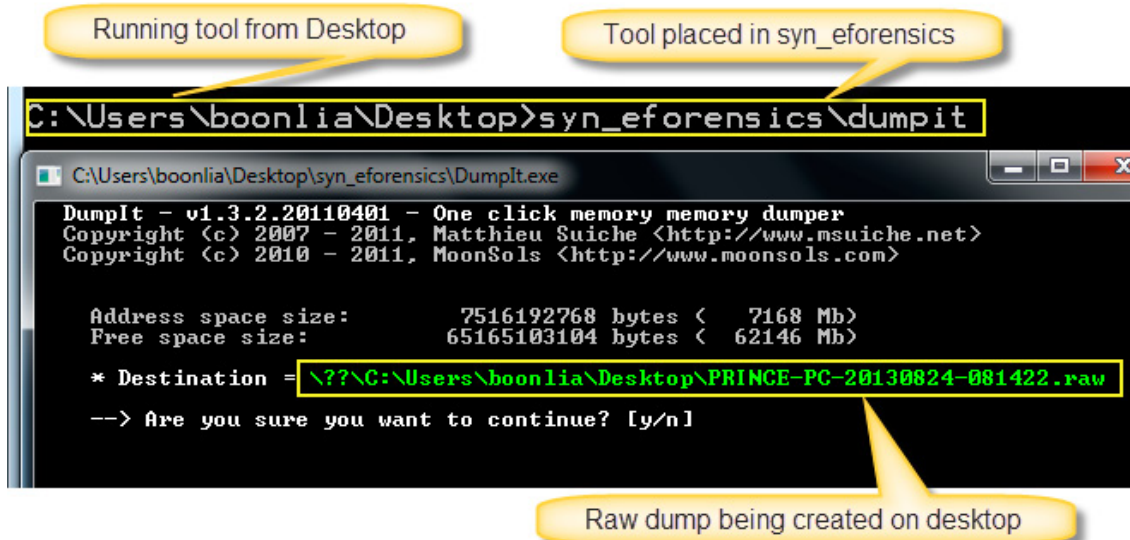 Running tool from Desktop
Tool placed in syn_eforensics
C:\Users\boonlia\Desktop>syn_eforensics\dumpit
C:\Users\boonlia\Desktop\syn_eforensics\DumpIt.exe
DumpIt - v1.3.2.20110401 - One click memory memory dumper
Copyright (c) 2007 - 2011, Matthieu Suiche <http://www.msuiche.net>
Copyright (c) 2010 - 2011, MoonSols <http://www.moonsols.com>
Address space size: 7516192768 bytes ( 7168 Mb)
Free space size: 65165103104 bytes ( 62146 Mb)
* Destination = \??\C:\Users\boonlia\Desktop\PRINCE-PC-20130824-081422.raw
--> Are you sure you want to continue? [y/n]
Raw dump being created on desktop